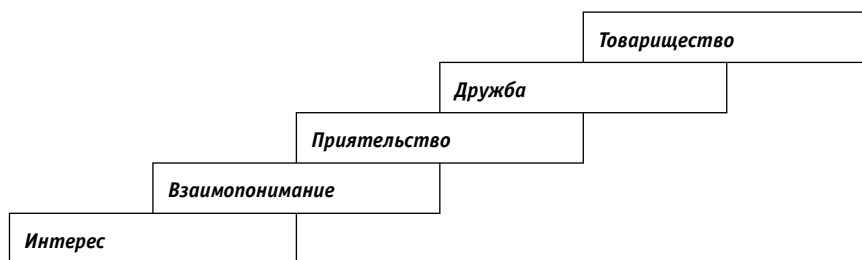 Товарищество
Дружба
Приятельство
Взаимопонимание
Интерес